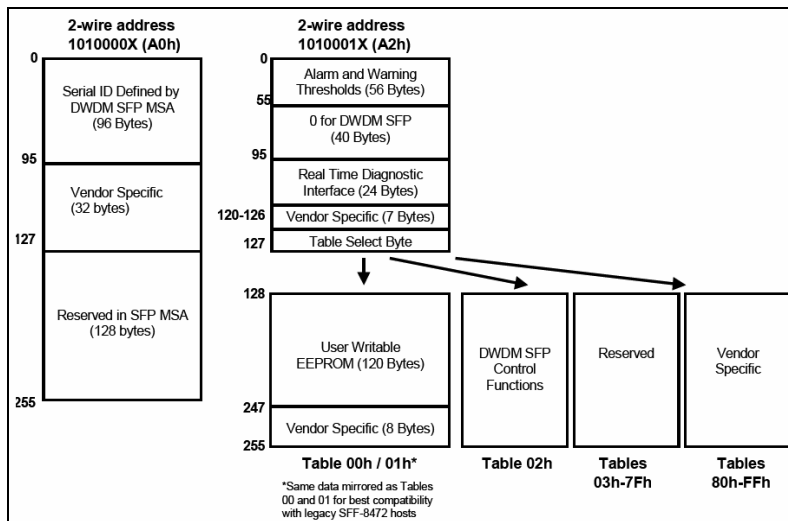 2-wire address
1010000X (A0h)
0
Serial ID Defined by
DWDM SFP MSA
(96 Bytes)
95
Vendor Specific
(32 bytes)
127
Reserved in SFP MSA
(128 bytes)
255
2-wire address
1010001X (A2h)
0
Alarm and Warning
Thresholds (56 Bytes)
55
0 for DWDM SFP
(40 Bytes)
95
Real Time Diagnostic
Interface (24 Bytes)
120-126
Vendor Specific (7 Bytes)
127
Table Select Byte
128
User Writable
EEPROM (120 Bytes)
247
Vendor Specific (8 Bytes)
255
Table 00h / 01h*
*Same data mirrored as Tables
00 and 01 for best compatibility
with legacy SFF-8472 hosts
DWDM SFP
Control
Functions
Table 02h
Reserved
Tables
03h-7Fh
Vendor
Specific
Tables
80h-FFh